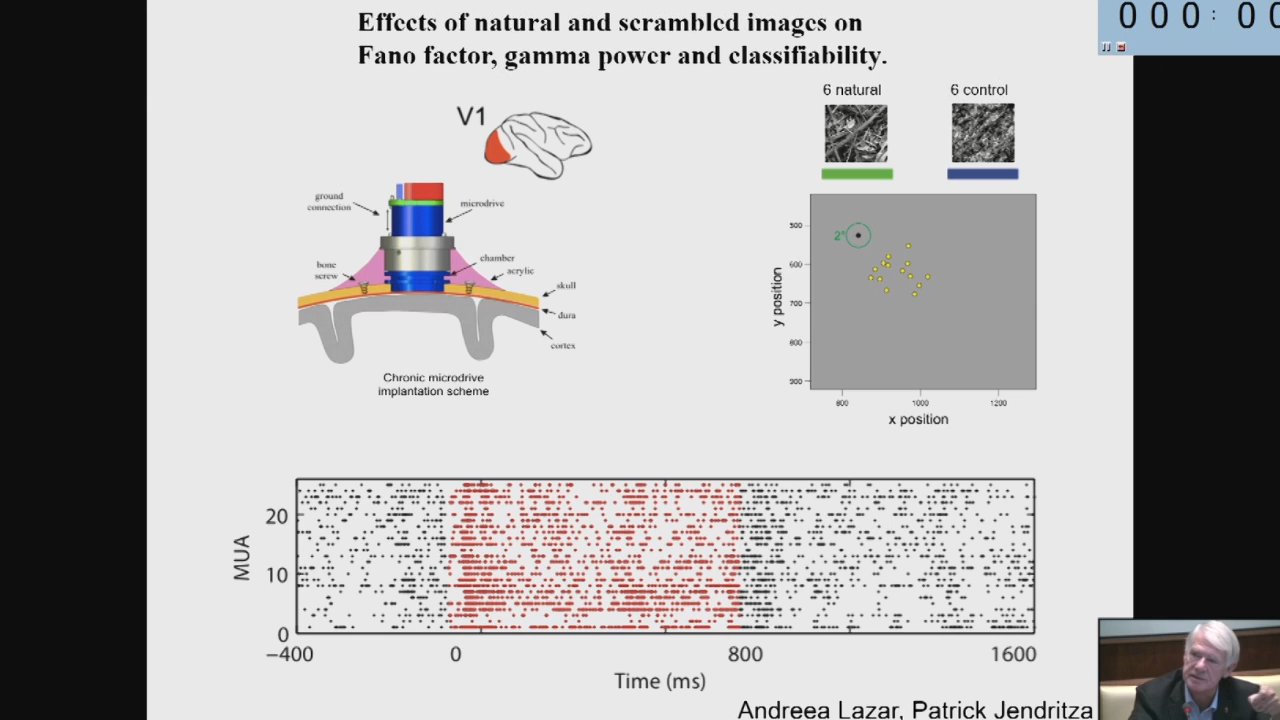 Effects of natural and scrambled images on
Fano factor, gamma power and classifiability.
000:00
V1
ground
connection
microdrive
bone
screw
chamber
acrylic
skull
dura
cortex
Chronic microdrive
implantation scheme
6 natural
6 control
2°
500
600
700
800
900
y position
800
1000
1200
x position
MUA
20
10
0
−400
0
800
1600
Time (ms)
Andreea Lazar, Patrick Jendritza